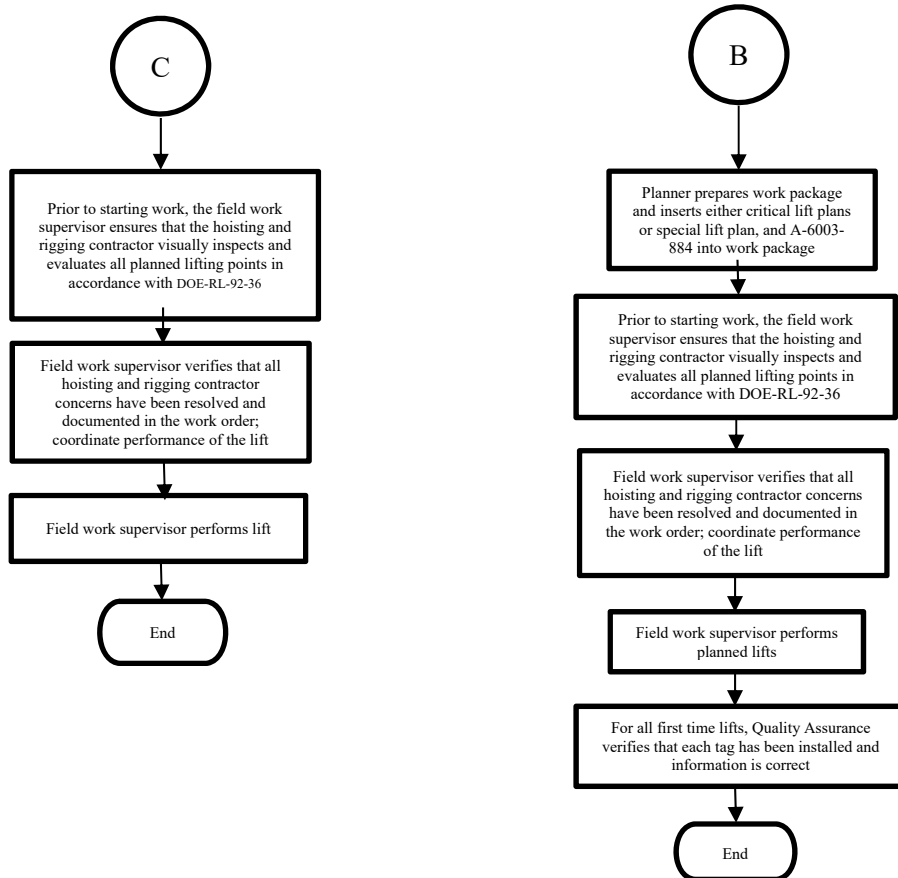 C
Prior to starting work, the field work
supervisor ensures that the hoisting and
rigging contractor visually inspects and
evaluates all planned lifting points in
accordance with DOE-RL-92-36
Field work supervisor verifies that all
hoisting and rigging contractor
concerns have been resolved and
documented in the work order;
coordinate performance of the lift
Field work supervisor performs lift
End
B
Planner prepares work package
and inserts either critical lift plans
or special lift plan, and A-6003-
884 into work package
Prior to starting work, the field work
supervisor ensures that the hoisting and
rigging contractor visually inspects and
evaluates all planned lifting points in
accordance with DOE-RL-92-36
Field work supervisor verifies that all
hoisting and rigging contractor concerns
have been resolved and documented in
the work order; coordinate performance
of the lift
Field work supervisor performs
planned lifts
For all first time lifts, Quality Assurance
verifies that each tag has been installed and
information is correct
End